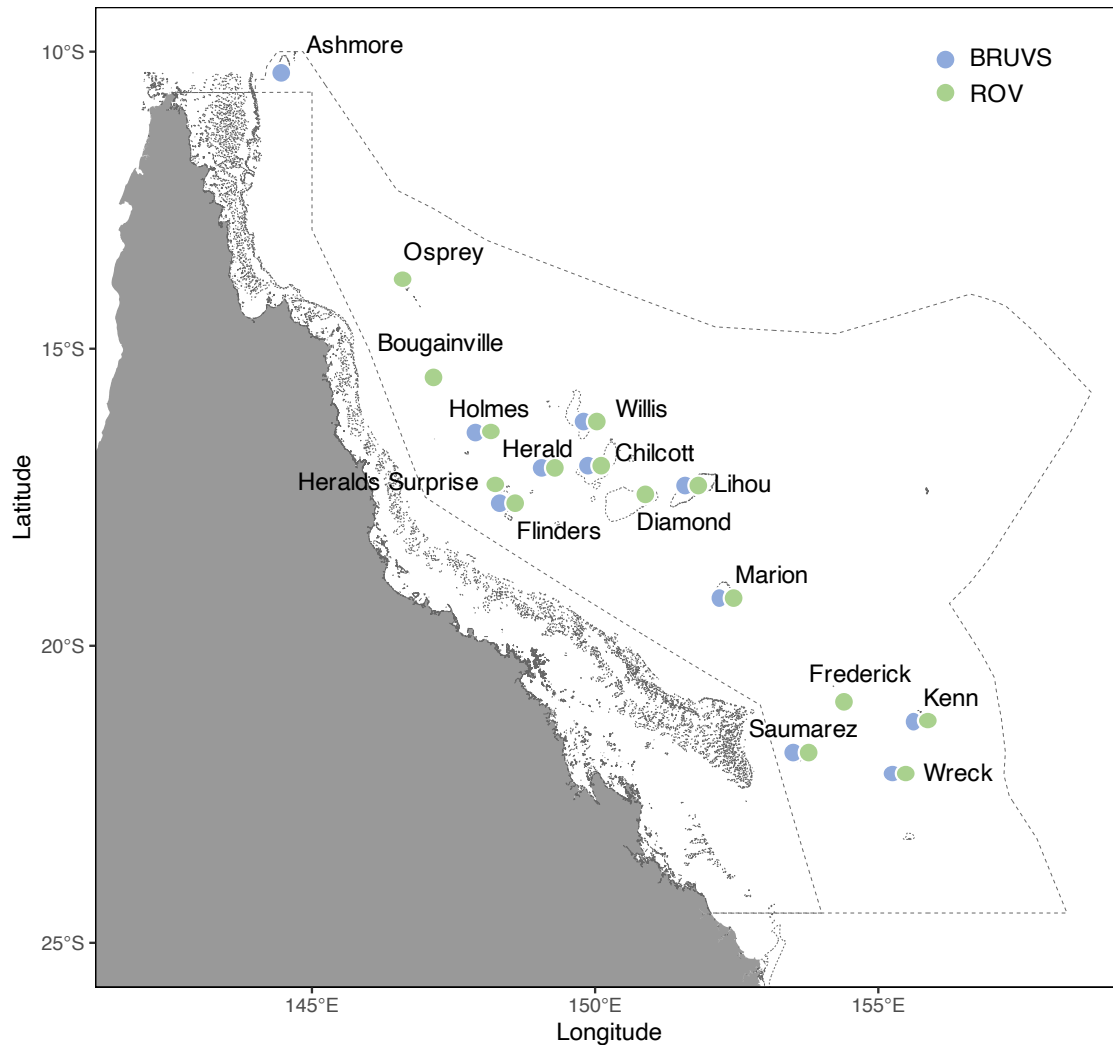 10°S
Ashmore
BRUVS
ROV
Osprey
15°S
Bougainville
Holmes
Willis
Herald
Chilcott
Heralds Surprise
Lihou
Flinders
Diamond
Marion
20°S
Frederick
Kenn
Saumarez
Wreck
25°S
145°E
150°E
155°E
Longitude
Latitude